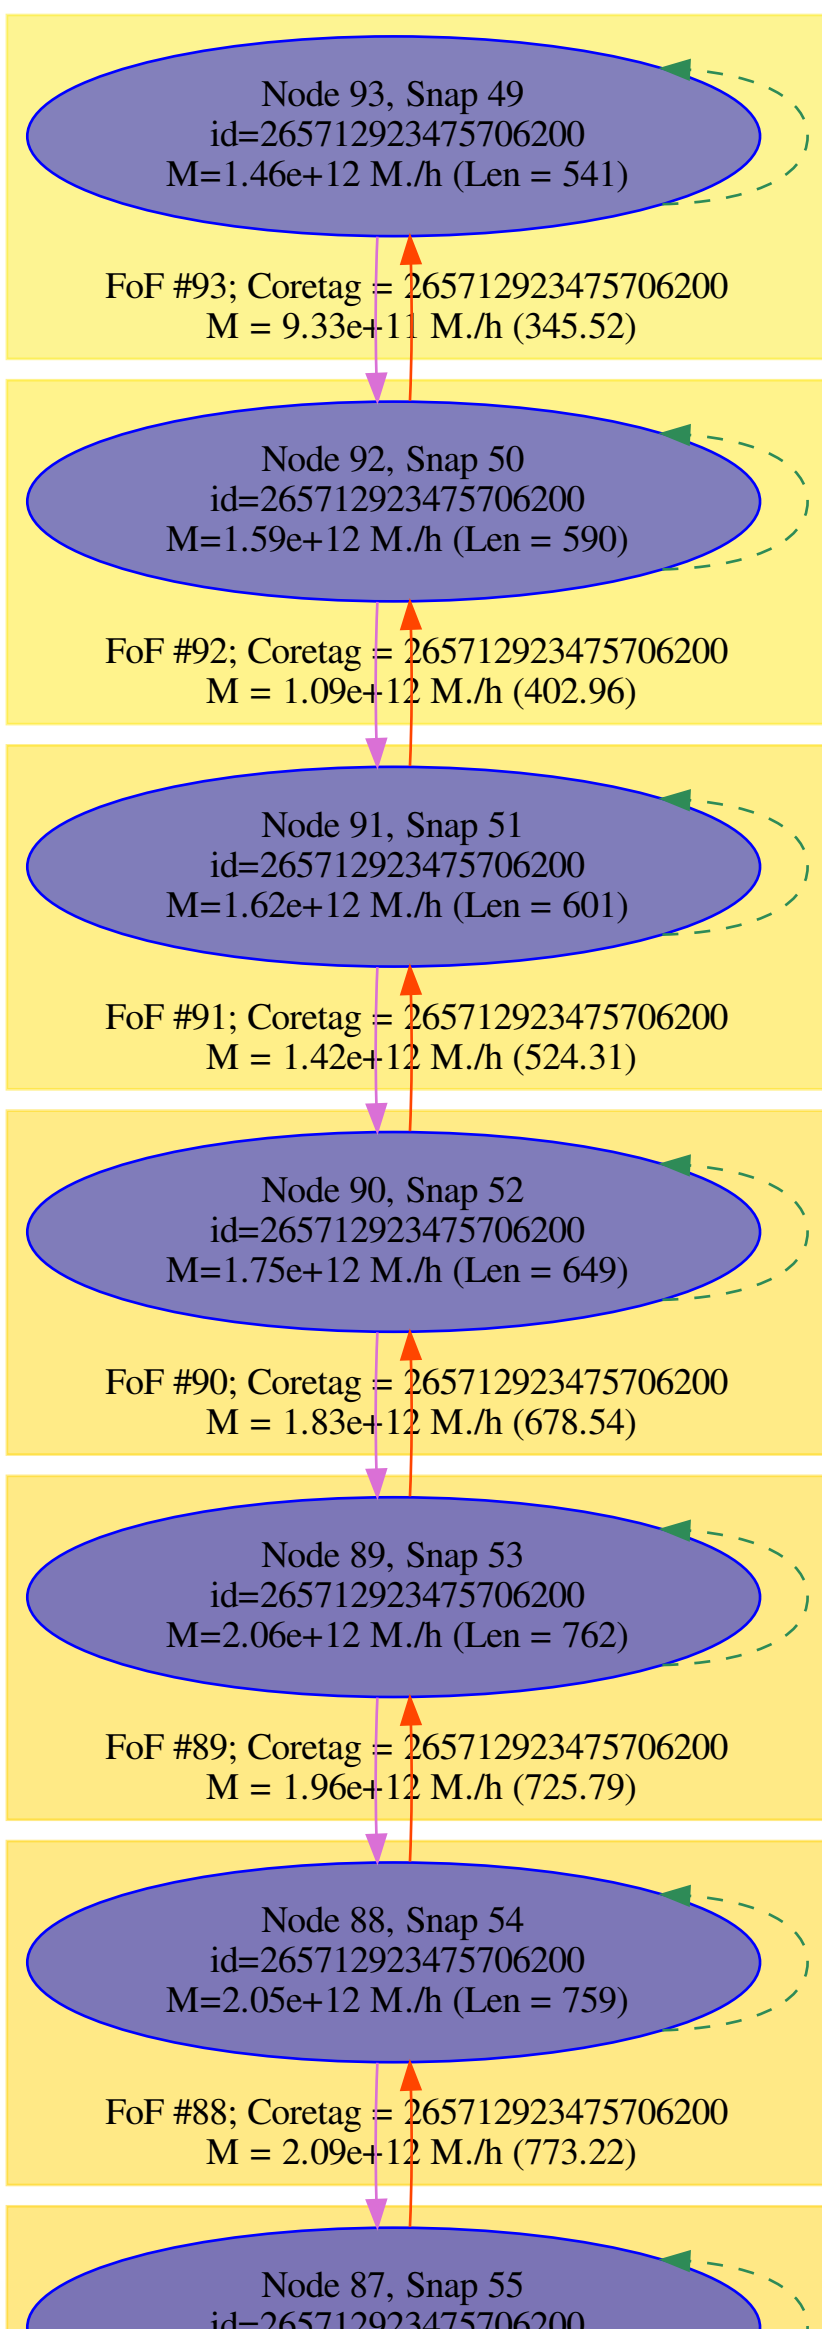 Node 93, Snap 49
id=265712923475706200
M=1.46e+12 M./h (Len = 541)
FoF #93; Coretag = 265712923475706200
M = 9.33e+11 M./h (345.52)
Node 92, Snap 50
id=265712923475706200
M=1.59e+12 M./h (Len = 590)
FoF #92; Coretag = 265712923475706200
M = 1.09e+12 M./h (402.96)
Node 91, Snap 51
id=265712923475706200
M=1.62e+12 M./h (Len = 601)
FoF #91; Coretag = 265712923475706200
M = 1.42e+12 M./h (524.31)
Node 90, Snap 52
id=265712923475706200
M=1.75e+12 M./h (Len = 649)
FoF #90; Coretag = 265712923475706200
M = 1.83e+12 M./h (678.54)
Node 89, Snap 53
id=265712923475706200
M=2.06e+12 M./h (Len = 762)
FoF #89; Coretag = 265712923475706200
M = 1.96e+12 M./h (725.79)
Node 88, Snap 54
id=265712923475706200
M=2.05e+12 M./h (Len = 759)
FoF #88; Coretag = 265712923475706200
M = 2.09e+12 M./h (773.22)
Node 87, Snap 55
id=265712923475706200